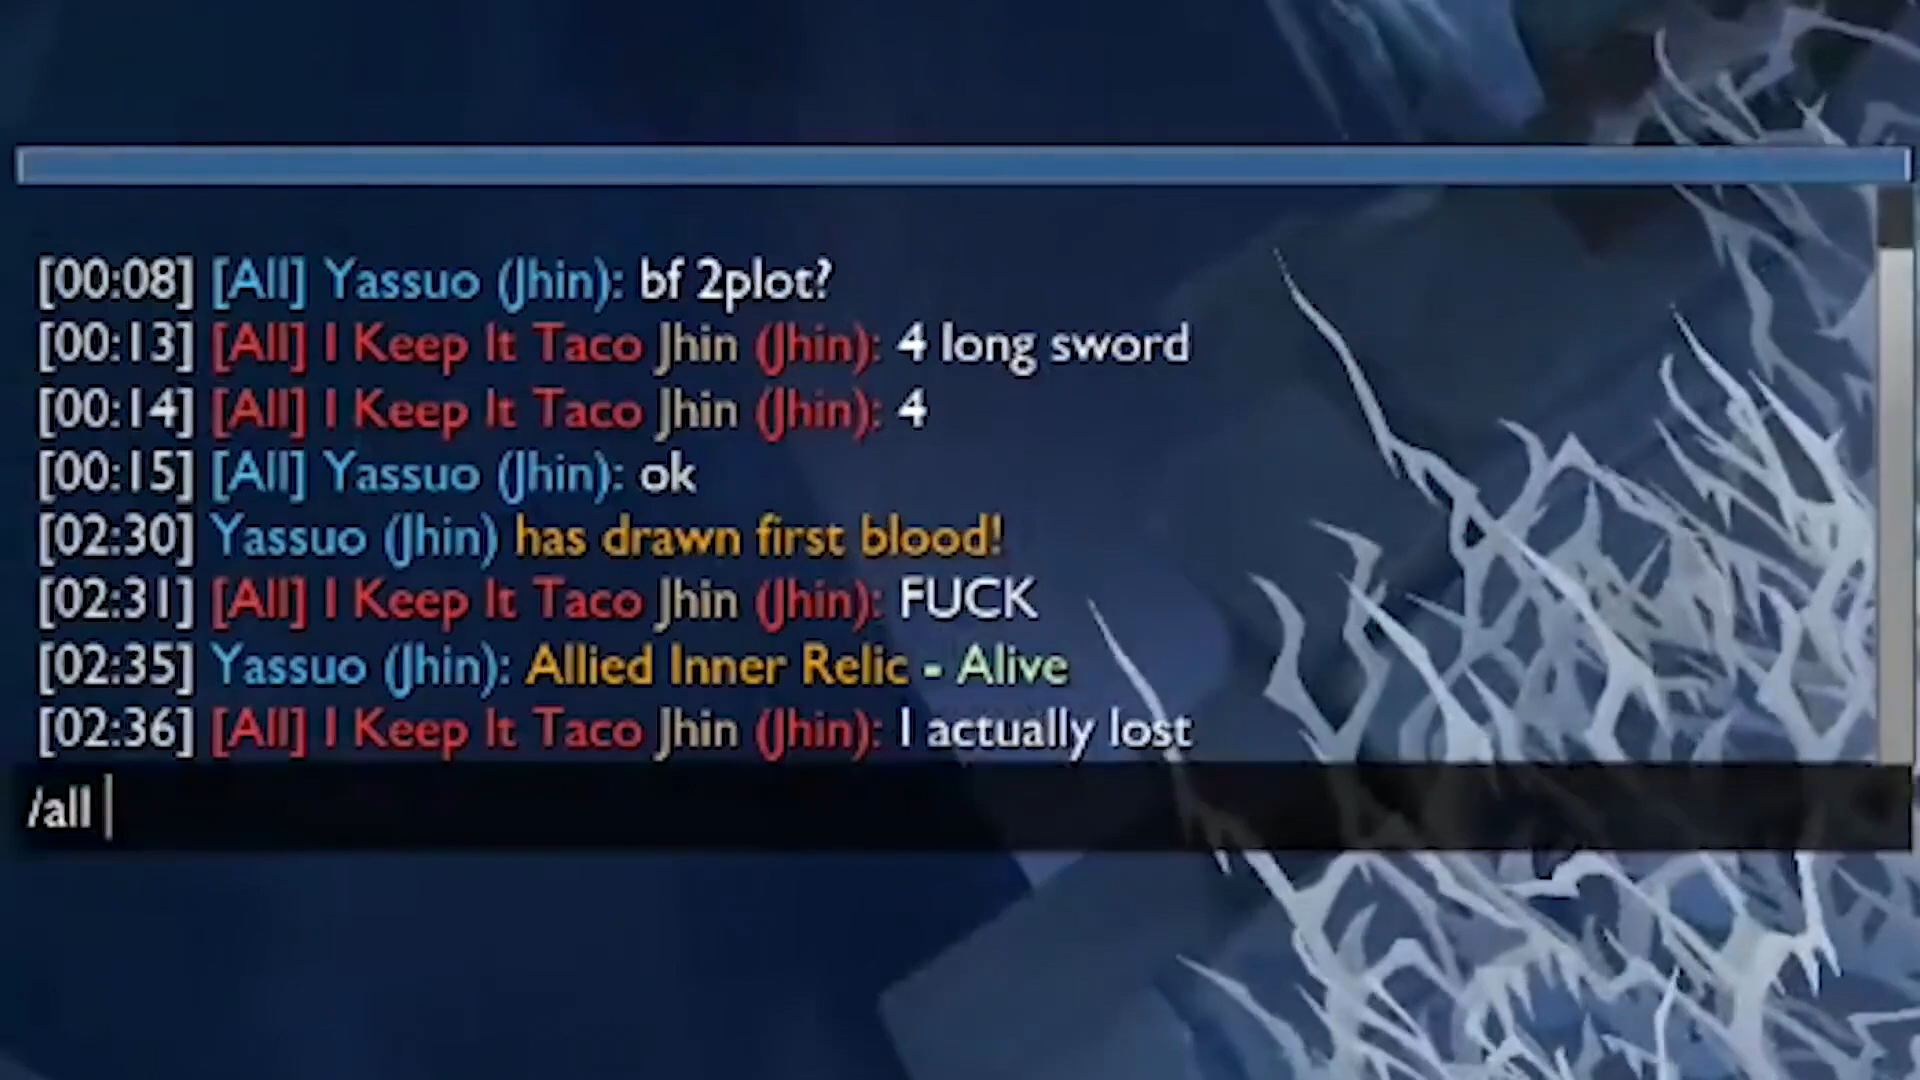 [00:08] [All] Yassuo (Jhin): bf 2plot?
[00:13] [All] I Keep It Taco Jhin (Jhin): 4 long sword
[00:14] [All] I Keep It Taco Jhin (Jhin): 4
[00:15] [All] Yassuo (Jhin): ok
[02:30] Yassuo (Jhin) has drawn first blood!
[02:31] [All] I Keep It Taco Jhin (Jhin): FUCK
[02:35] Yassuo (Jhin): Allied Inner Relic - Alive
[02:36] [All] I Keep It Taco Jhin (Jhin): I actually lost
/all